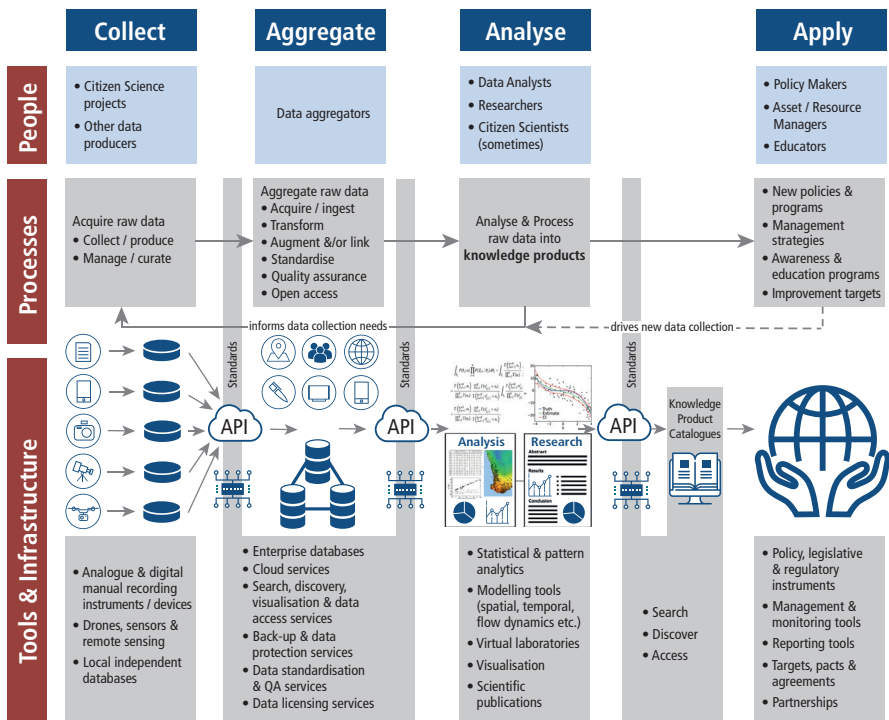 Collect
Aggregate
Analyse
Apply
People
• Citizen Science
projects
• Other data
producers
Data aggregators
• Data Analysts
• Researchers
• Citizen Scientists
(sometimes)
• Policy Makers
• Asset / Resource
Managers
• Educators
Processes
Acquire raw data
• Collect / produce
• Manage / curate
Standards
Aggregate raw data
• Acquire / ingest
• Transform
• Augment &/or link
• Standardise
• Quality assurance
• Open access
Standards
Analyse & Process
raw data into
knowledge products
Standards
• New policies &
programs
• Management
strategies
• Awareness &
education programs
• Improvement targets
informs data collection needs
drives new data collection
Tools & Infrastructure
API
API
Truth
Estimate
Analysis
Research
Abstract
Results
Conclusion
API
Knowledge
Product
Catalogues
• Analogue & digital
manual recording
instruments / devices
• Drones, sensors &
remote sensing
• Local independent
databases
• Enterprise databases
• Cloud services
• Search, discovery,
visualisation & data
access services
• Back-up & data
protection services
• Data standardisation
& QA services
• Data licensing services
• Statistical & pattern
analytics
• Modelling tools
(spatial, temporal,
flow dynamics etc.)
• Virtual laboratories
• Visualisation
• Scientific
publications
• Search
• Discover
• Access
• Policy, legislative
& regulatory
instruments
• Management &
monitoring tools
• Reporting tools
• Targets, pacts &
agreements
• Partnerships